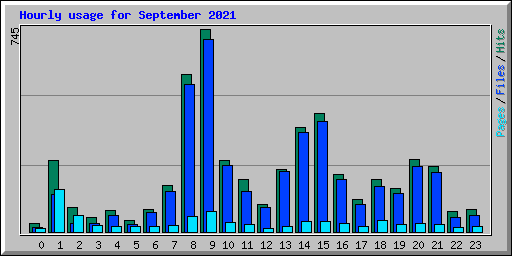 Hourly usage for September 2021
745
Pages / Files / Hits
0 1 2 3 4 5 6 7 8 9 10 11 12 13 14 15 16 17 18 19 20 21 22 23